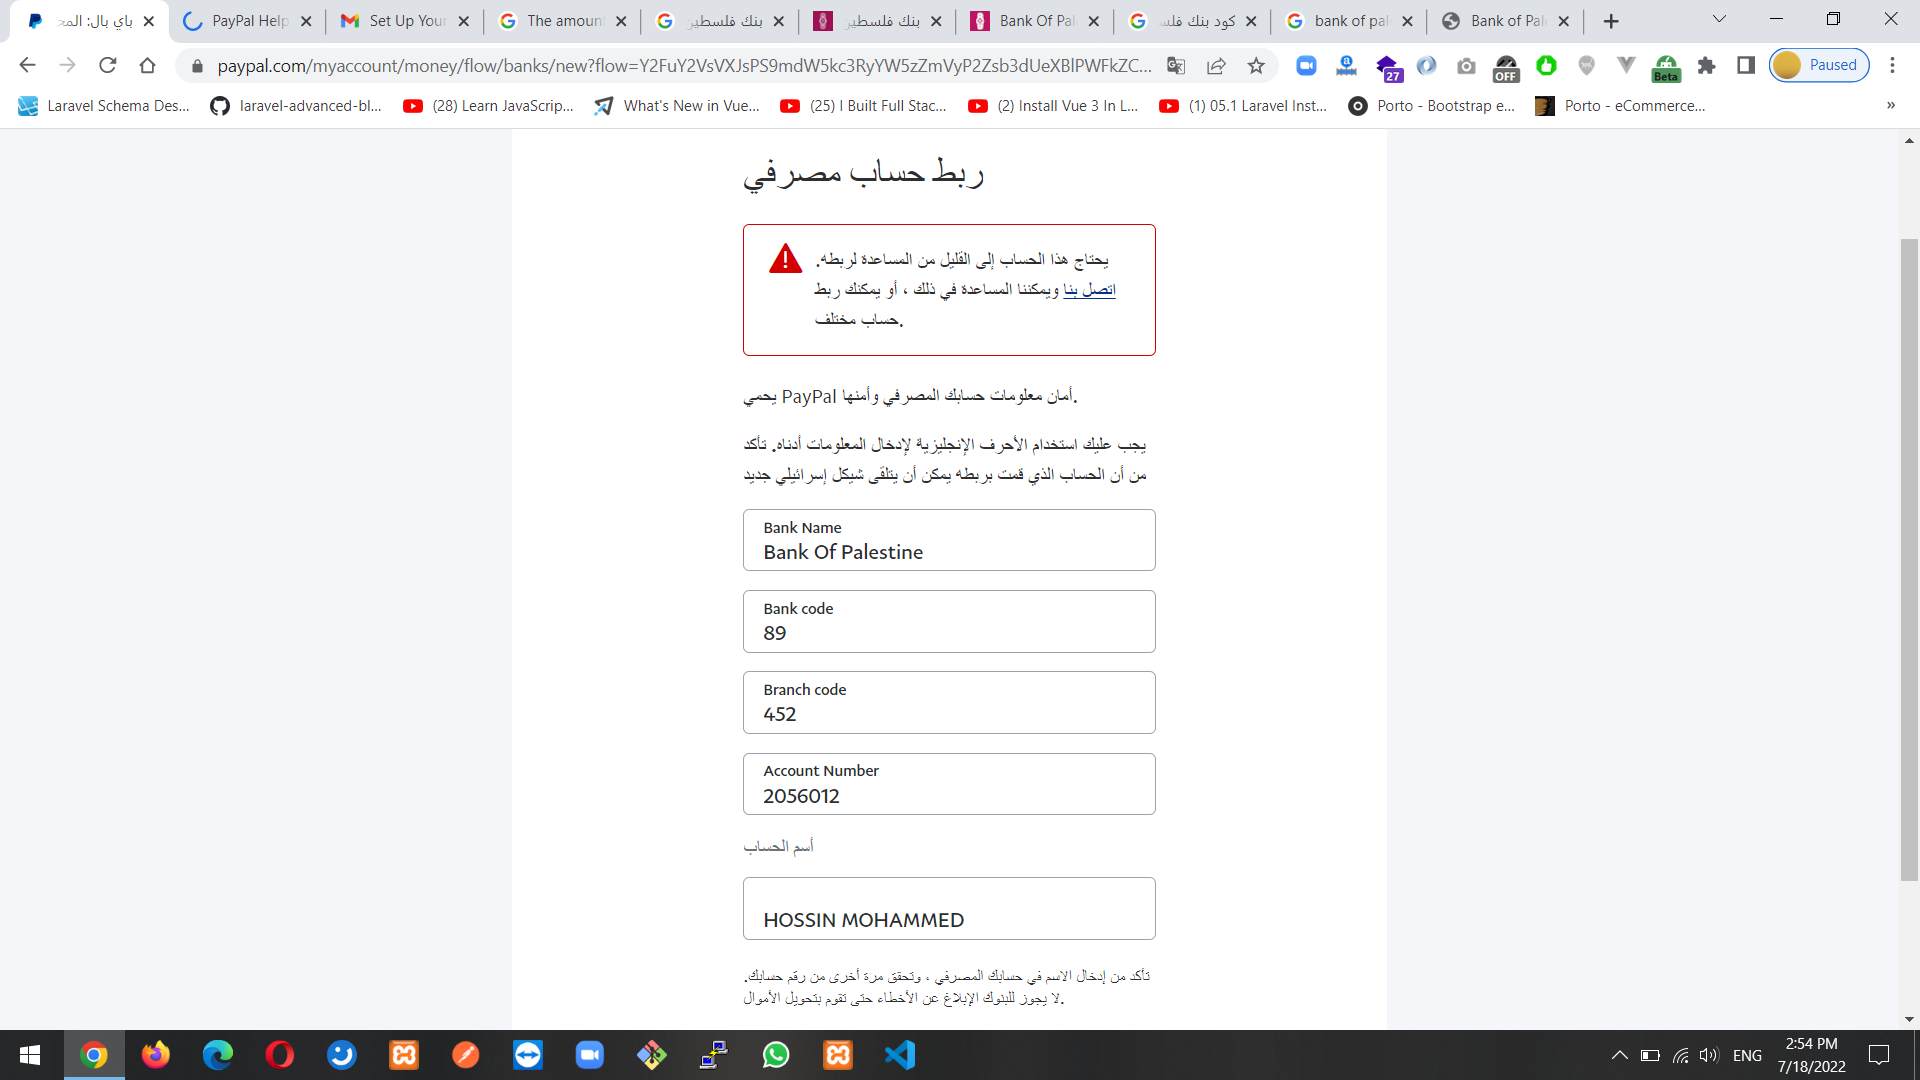 باي بال: المح
PayPal Help
Set Up Your
The amoun
بنك فلسطين
بنك فلسطين
Bank Of Pal
كود بنك فلس
bank of pal
Bank of Pale
paypal.com/myaccount/money/flow/banks/new?flow=Y2FuY2VsVXJsPS9mdW5kc3RyYW5zZmVyP2Zsb3dUeXBlPWFkZC...
27
OFF
Beta
Paused
Laravel Schema Des...
laravel-advanced-bl...
(28) Learn JavaScrip...
What's New in Vue...
(25) I Built Full Stac...
(2) Install Vue 3 In L...
(1) 05.1 Laravel Inst...
Porto - Bootstrap e...
Porto - eCommerce...
»
ربط حساب مصرفي
يحتاج هذا الحساب إلى القليل من المساعدة لربطه.
اتصل بنا ويمكننا المساعدة في ذلك ، أو يمكنك ربط
حساب مختلف.
يحمي PayPal أمان معلومات حسابك المصرفي وأمنها.
يجب عليك استخدام الأحرف الإنجليزية لإدخال المعلومات أدناه. تأكد
من أن الحساب الذي قمت بربطه يمكن أن يتلقى شيكل إسرائيلي جديد
Bank Name
Bank Of Palestine
Bank code
89
Branch code
452
Account Number
2056012
أسم الحساب
HOSSIN MOHAMMED
تأكد من إدخال الاسم في حسابك المصرفي ، وتحقق مرة أخرى من رقم حسابك.
لا يجوز للبنوك الإبلاغ عن الأخطاء حتى تقوم بتحويل الأموال.
ENG
2:54 PM
7/18/2022